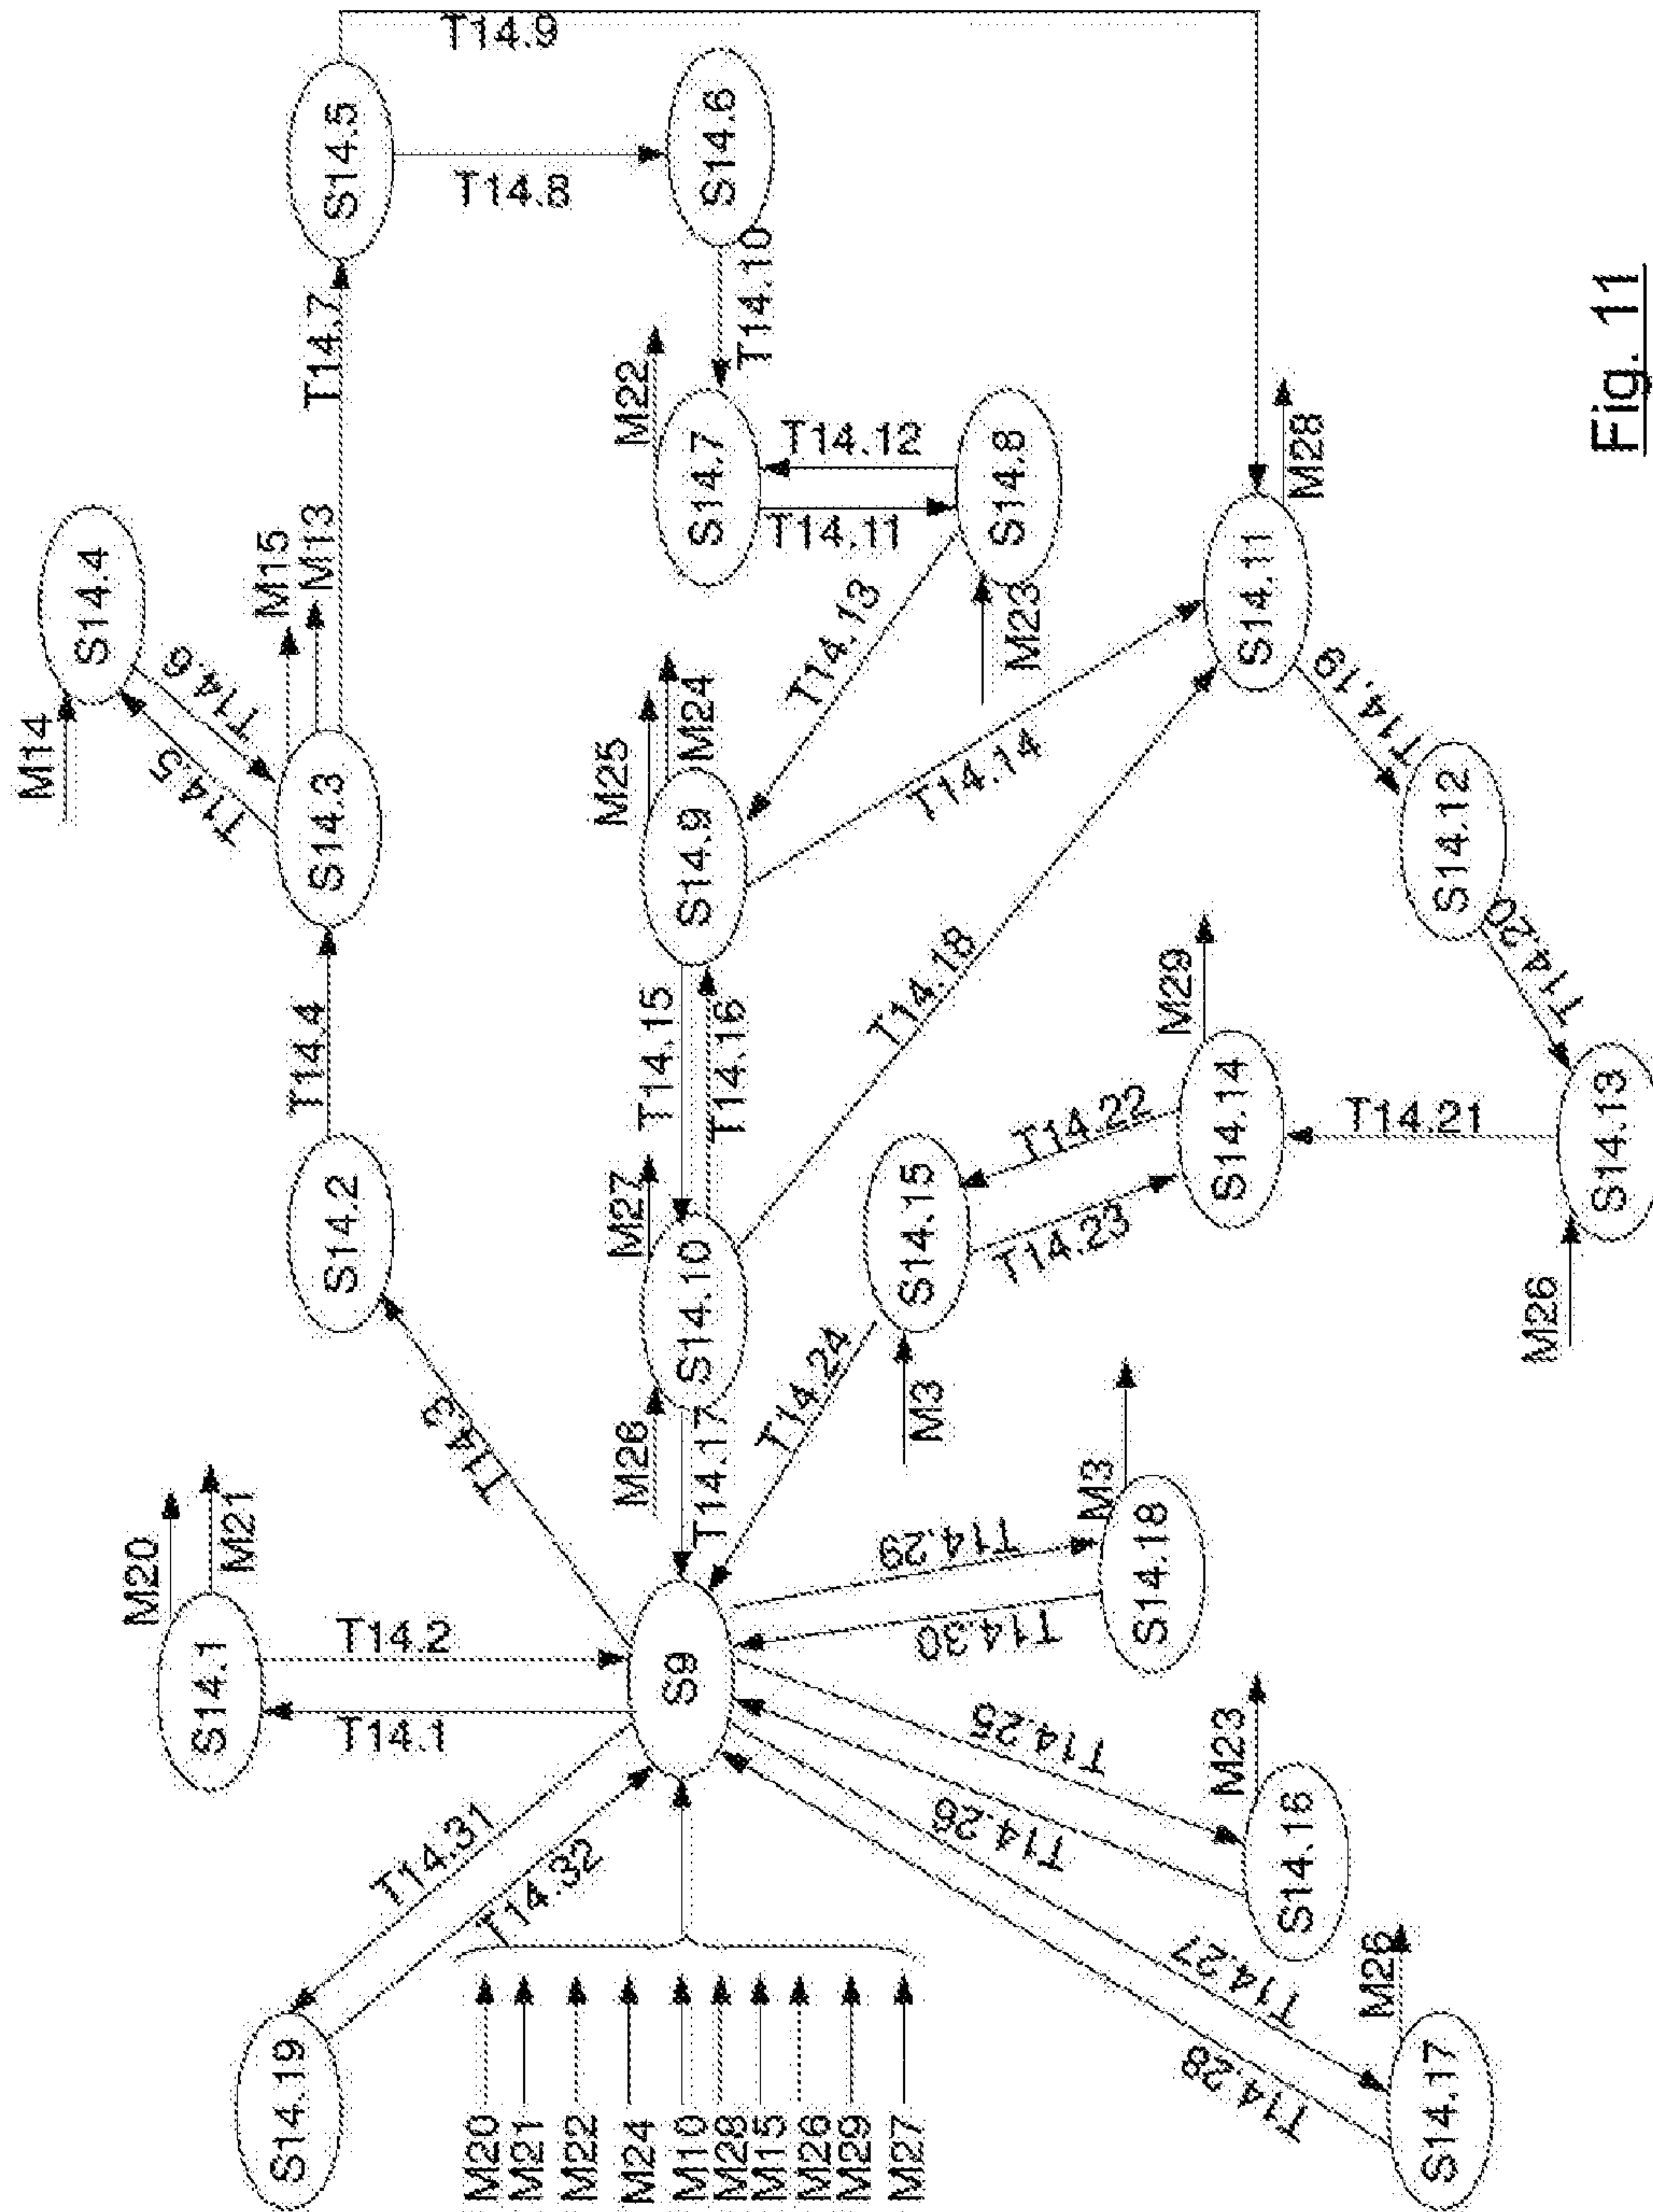 M14
S14.4
M20
T14.5
S14.1
M21
T14.6
M15
S14.19
T14.4
M13
T14.7
S14.3
S14.2
S14.5
T14.1
T14.2
T14.31
T14.3
M20
T14.9
T14.8
M21
T14.32
M22
M25
M22
M24
M27
M26
T14.15
M10
S9
S14.10
S14.9
M24
S14.7
S14.6
T14.17
M28
T14.16
T14.10
M15
M26
T14.12
T14.11
T14.13
M29
M27
T14.24
T14.18
S14.15
M3
T14.29
T14.30
T14.14
S14.8
M23
T14.25
T14.26
T14.23
T14.22
M3
S14.18
M29
T14.27
T14.28
M23
S14.14
S14.11
M28
S14.16
M26
T14.21
T14.19
S14.17
S14.12
T14.20
M26
S14.13
Fig. 11